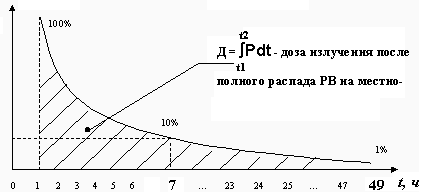 100%
t2
Д = ∫Pdt - доза излучения после
t1
полного распада РВ на местно-
10%
1%
0 1 2 3 4 5 6 7 ... 23 24 25 ... 47 49 t, ч